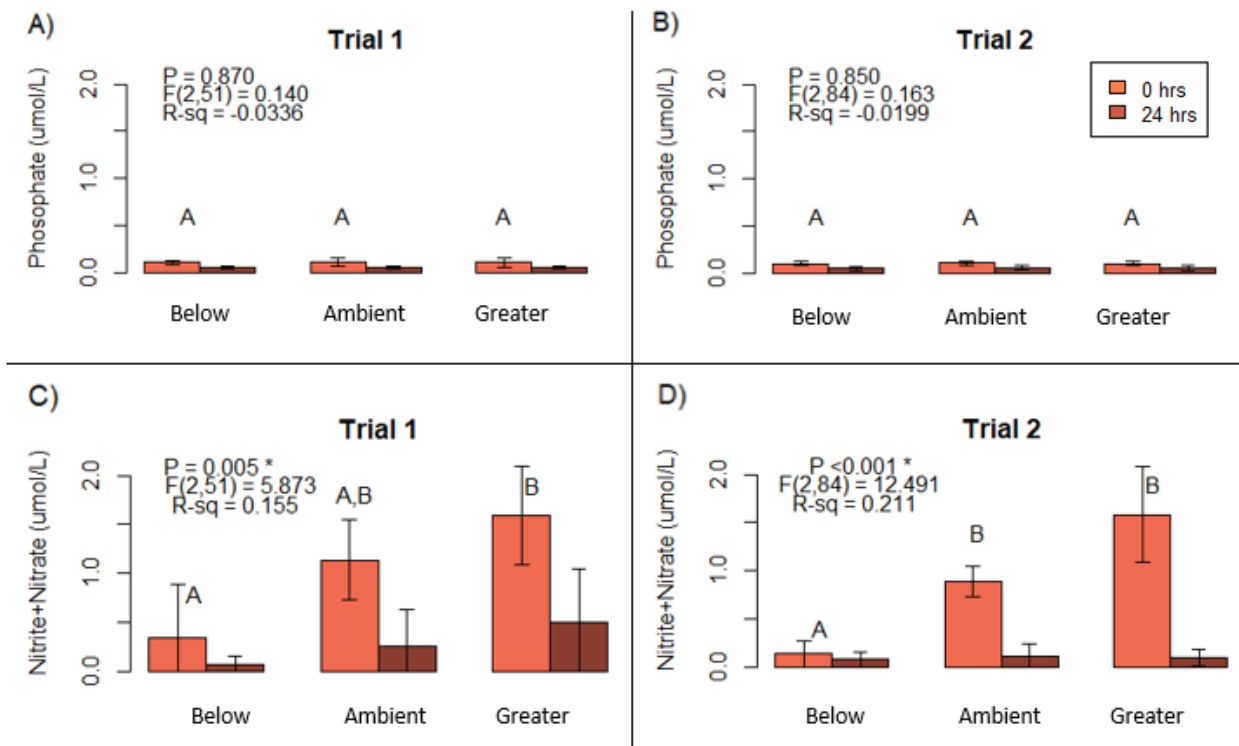 A)
Trial 1
P = 0.870
F(2,51) = 0.140
R-sq = -0.0336
Phosophate (umol/L)
2.0
1.0
0.0
A
A
A
Below
Ambient
Greater
B)
Trial 2
P = 0.850
F(2,84) = 0.163
R-sq = -0.0199
0 hrs
24 hrs
Phosophate (umol/L)
2.0
1.0
0.0
A
A
A
Below
Ambient
Greater
C)
Trial 1
P = 0.005 *
F(2,51) = 5.873
R-sq = 0.155
Nitrite+Nitrate (umol/L)
2.0
1.0
0.0
A
A,B
B
Below
Ambient
Greater
D)
Trial 2
P <0.001 *
F(2,84) = 12.491
R-sq = 0.211
Nitrite+Nitrate (umol/L)
2.0
1.0
0.0
A
B
B
Below
Ambient
Greater